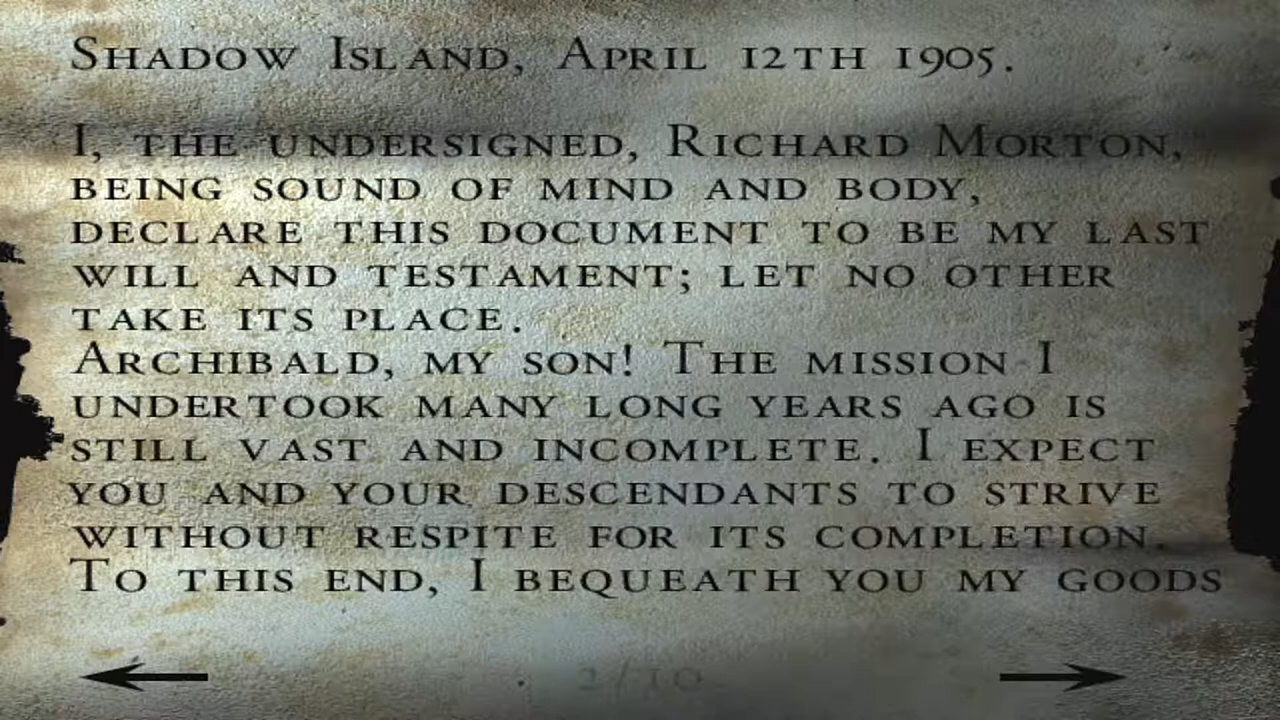 Shadow Island, April 12th 1905.
I, the undersigned, Richard Morton,
being sound of mind and body,
declare this document to be my last
will and testament; let no other
take its place.
Archibald, my son! The mission I
undertook many long years ago is
still vast and incomplete. I expect
you and your descendants to strive
without respite for its completion.
To this end, I bequeath you my goods
2/10